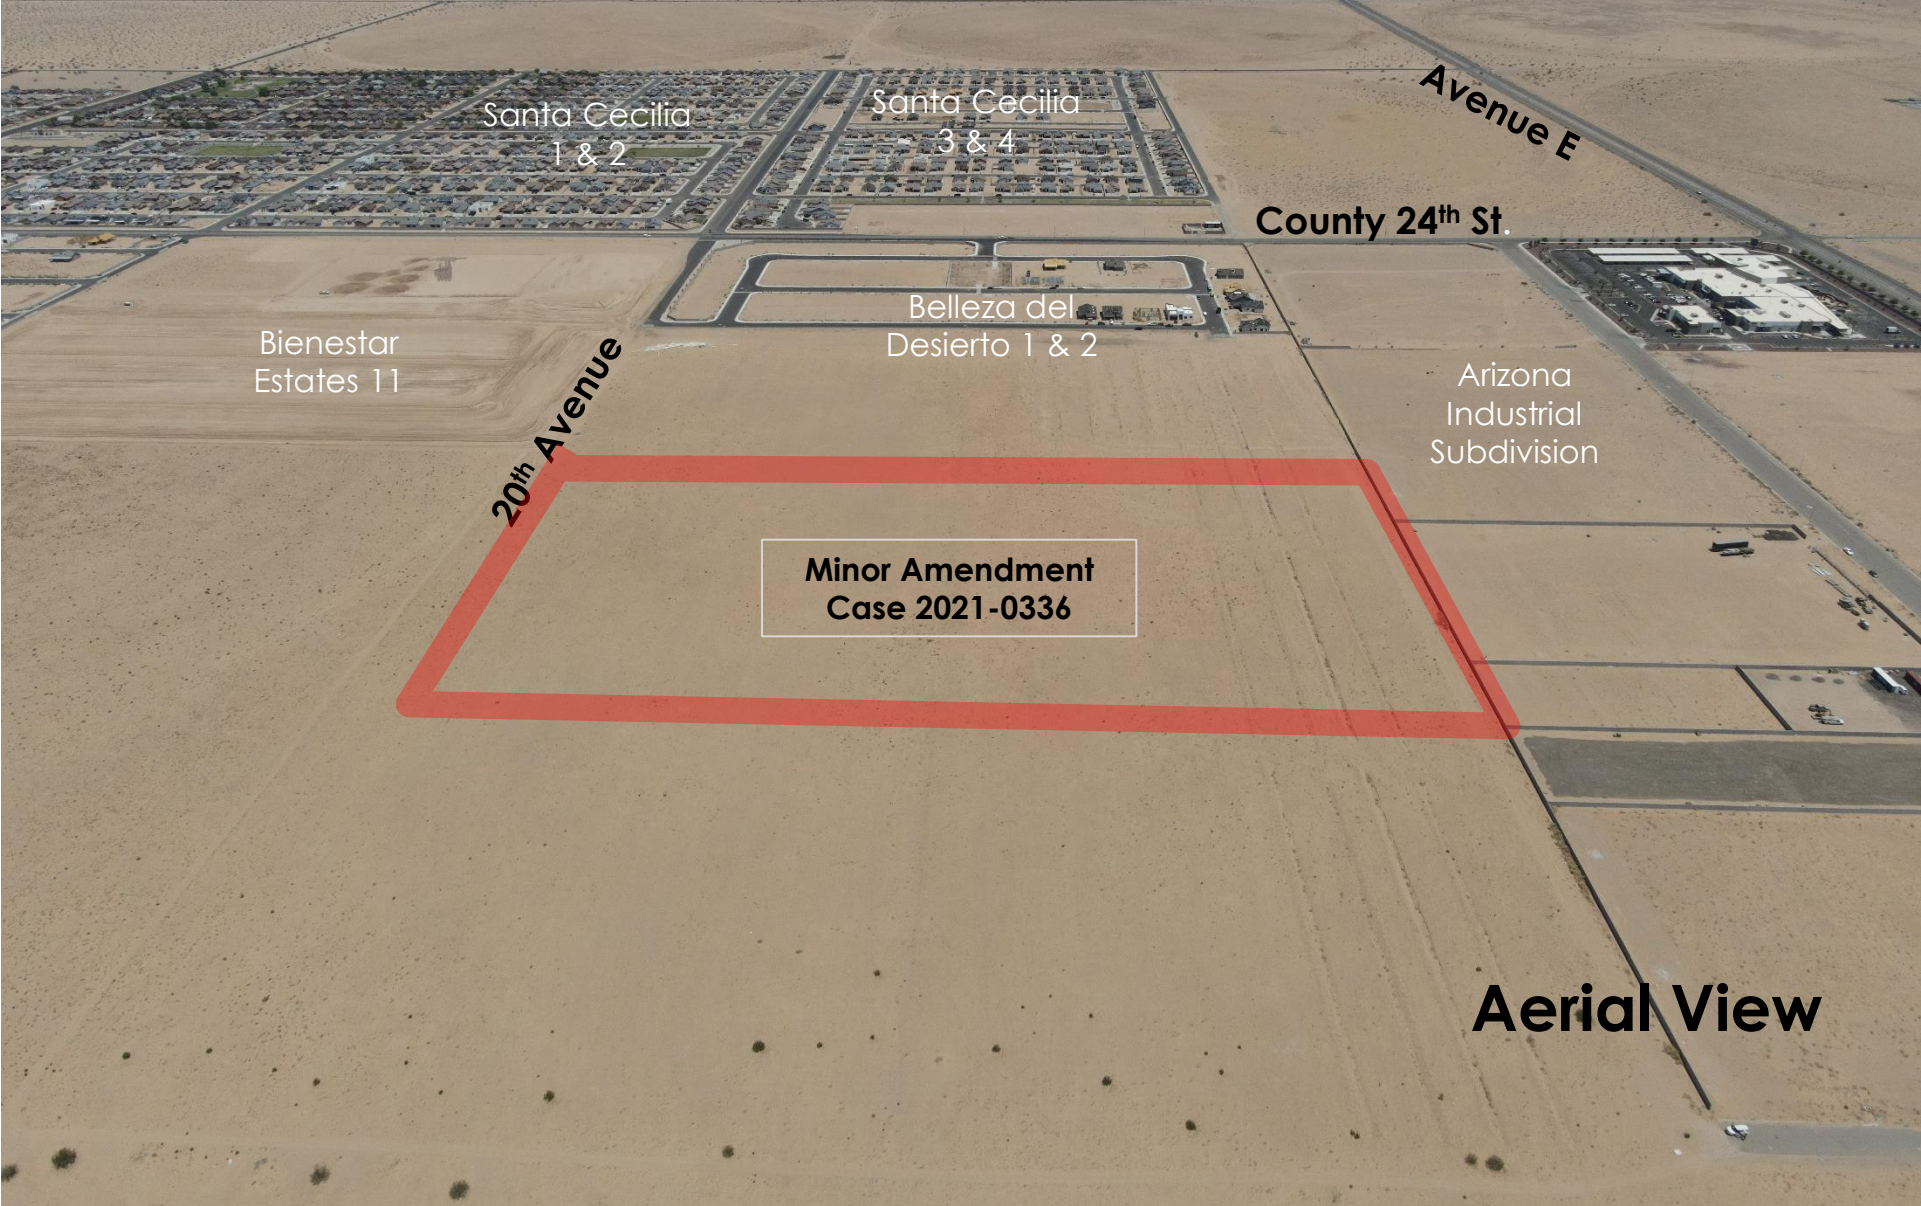 Avenue E
Santa Cecilia
1 & 2
Santa Cecilia
3 & 4
County 24th St.
Belleza del
Desierto 1 & 2
Bienestar
Estates 11
20th Avenue
Arizona
Industrial
Subdivision
Minor Amendment
Case 2021-0336
Aerial View